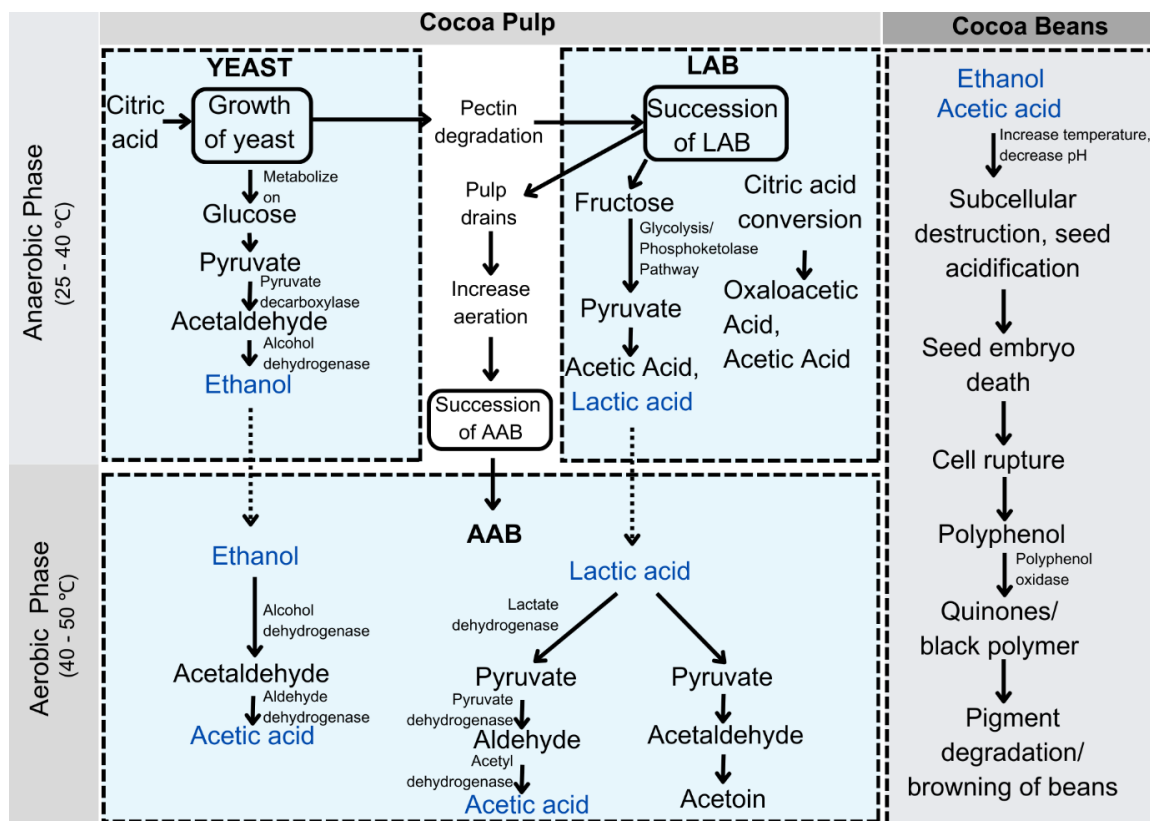 Cocoa Pulp
Cocoa Beans
Anaerobic Phase
(25 - 40 ℃)
YEAST
Citric
acid
Growth
of yeast
Metabolize
on
Glucose
Pyruvate
Pyruvate
decarboxylase
Acetaldehyde
Alcohol
dehydrogenase
Ethanol
Pectin
degradation
Pulp
drains
Increase
aeration
Succession
of AAB
LAB
Succession
of LAB
Fructose
Glycolysis/
Phosphoketolase
Pathway
Pyruvate
Acetic Acid,
Lactic acid
Citric acid
conversion
Oxaloacetic
Acid,
Acetic Acid
Aerobic Phase
(40 - 50 ℃)
AAB
Ethanol
Alcohol
dehydrogenase
Acetaldehyde
Aldehyde
dehydrogenase
Acetic acid
Lactic acid
Lactate
dehydrogenase
Pyruvate
Pyruvate
dehydrogenase
Aldehyde
Acetyl
dehydrogenase
Acetic acid
Pyruvate
Acetaldehyde
Acetoin
Ethanol
Acetic acid
Increase temperature,
decrease pH
Subcellular
destruction, seed
acidification
Seed embryo
death
Cell rupture
Polyphenol
Polyphenol
oxidase
Quinones/
black polymer
Pigment
degradation/
browning of beans